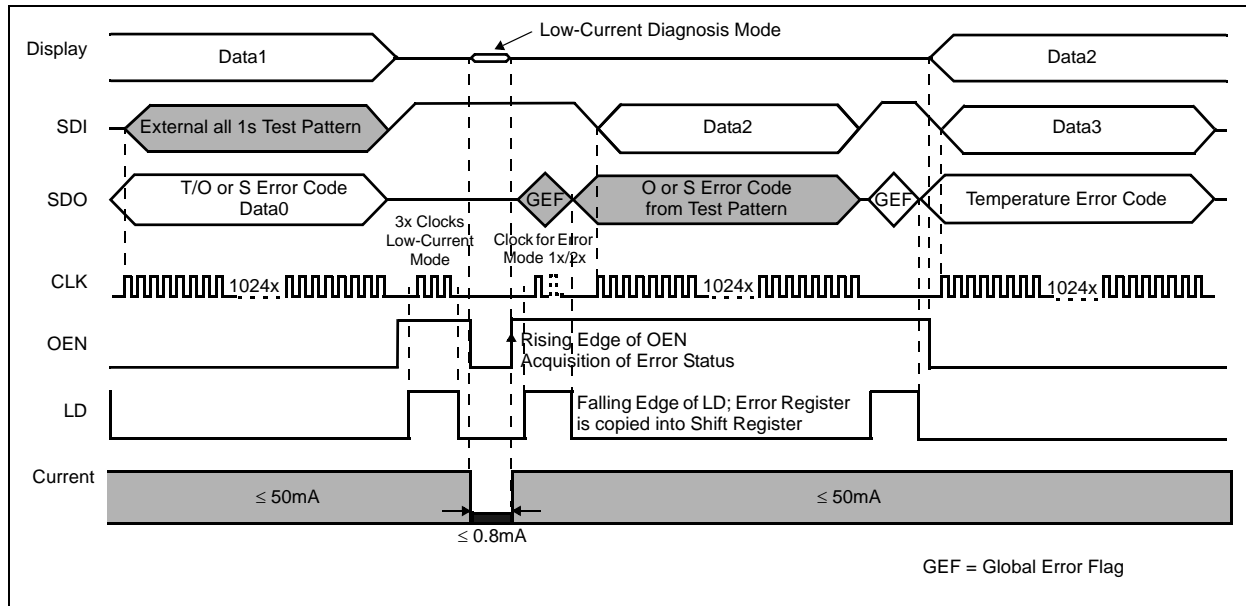 Low-Current Diagnosis Mode
Display
Data1
Data2
SDI
External all 1s Test Pattern
Data2
Data3
SDO
T/O or S Error Code
Data0
GEF
O or S Error Code
from Test Pattern
GEF
Temperature Error Code
3x Clocks
Low-Current
Mode
Clock for Error
Mode 1x/2x
CLK
1024x
1024x
1024x
OEN
Rising Edge of OEN
Acquisition of Error Status
LD
Falling Edge of LD; Error Register
is copied into Shift Register
Current
≤ 50mA
≤ 50mA
≤ 0.8mA
GEF = Global Error Flag